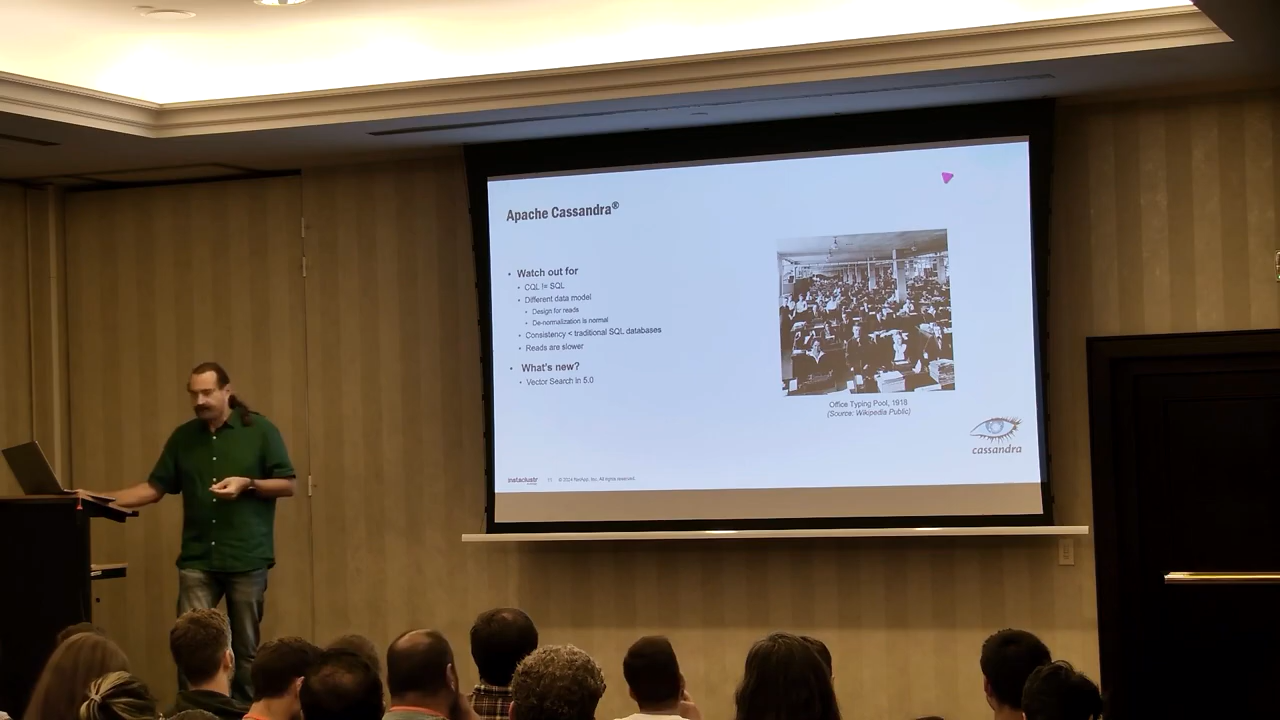 Apache Cassandra®
• Watch out for
• CQL != SQL
• Different data model
• Design for reads
• De-normalization is normal
• Consistency < traditional SQL databases
• Reads are slower
• What's new?
• Vector Search in 5.0
Office Typing Pool, 1918
(Source: Wikipedia Public)
cassandra
instaclustr
11 © 2024 NetApp, Inc. All rights reserved.